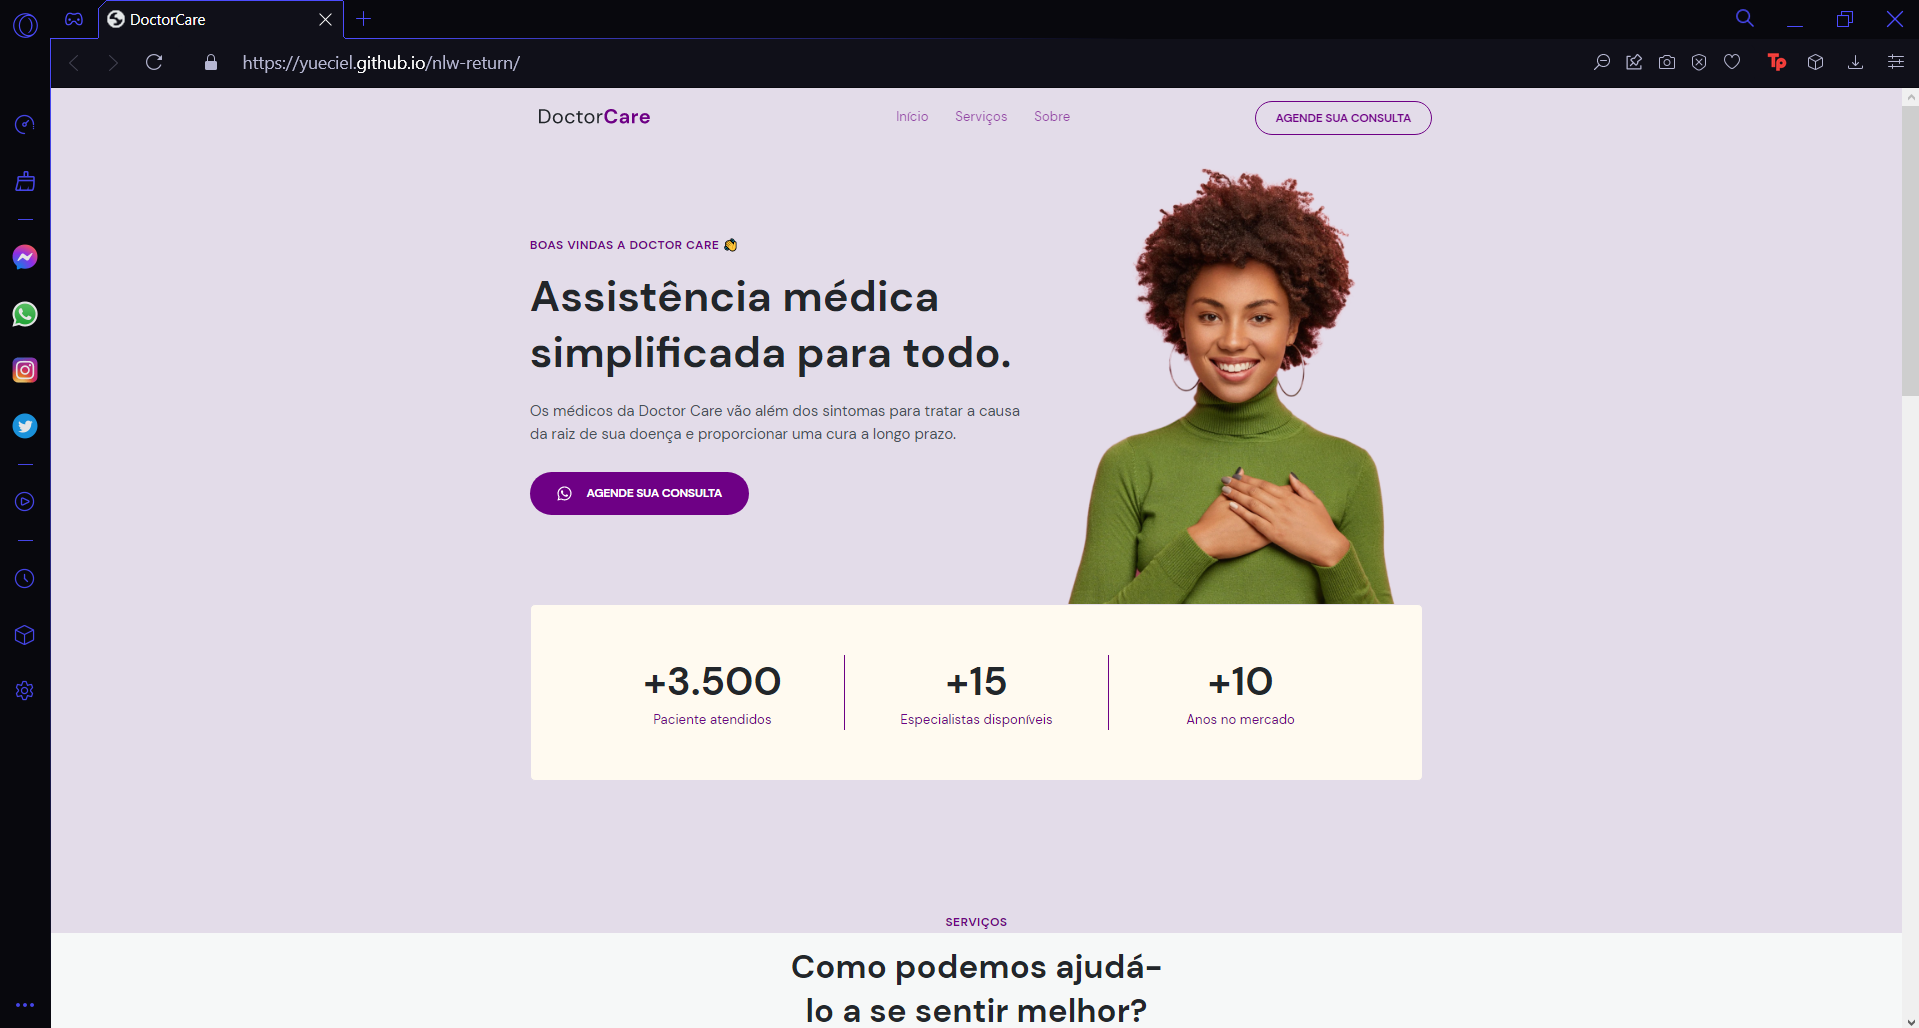 DoctorCare
https://yueciel.github.io/nlw-return/
Tp
DoctorCare
Início
Serviços
Sobre
AGENDE SUA CONSULTA
BOAS VINDAS A DOCTOR CARE 👋
Assistência médica
simplificada para todo.
Os médicos da Doctor Care vão além dos sintomas para tratar a causa
da raiz de sua doença e proporcionar uma cura a longo prazo.
AGENDE SUA CONSULTA
+3.500
Paciente atendidos
+15
Especialistas disponíveis
+10
Anos no mercado
SERVIÇOS
Como podemos ajudá-
lo a se sentir melhor?